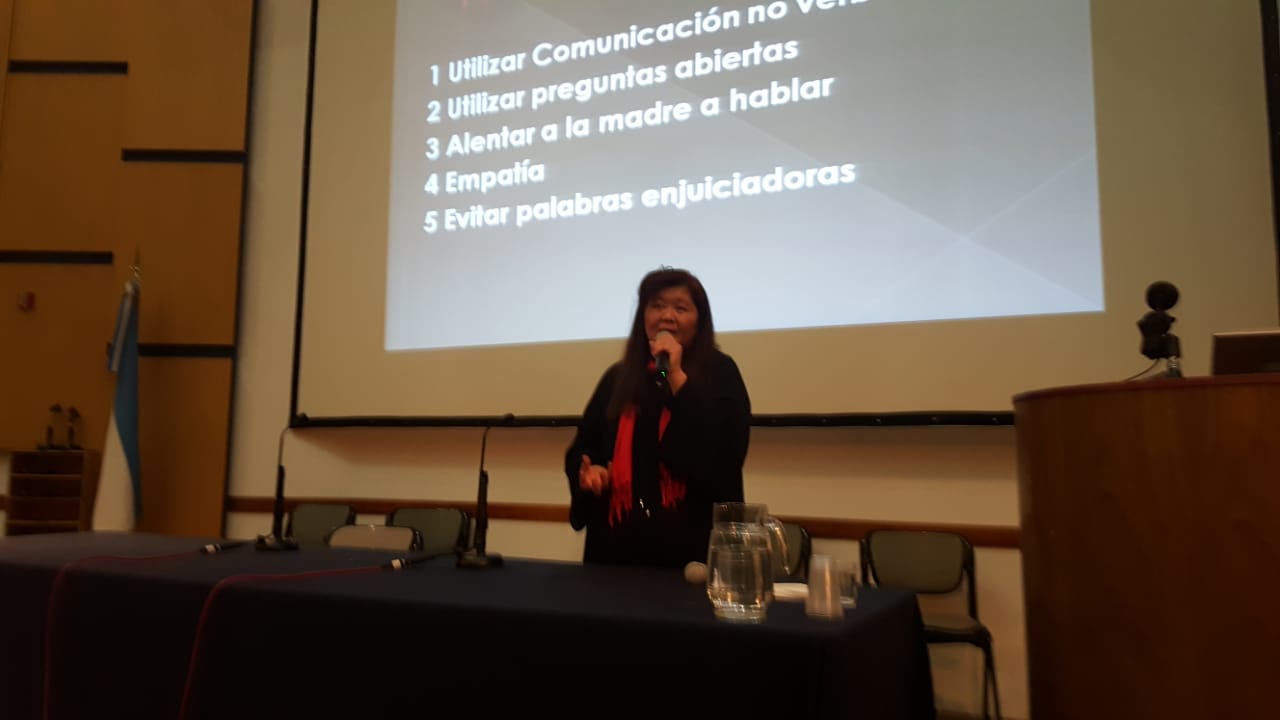 1 Utilizar Comunicación no
2 Utilizar preguntas abiertas
3 Alentar a la madre a hablar
4 Empatía
5 Evitar palabras enjuiciadoras